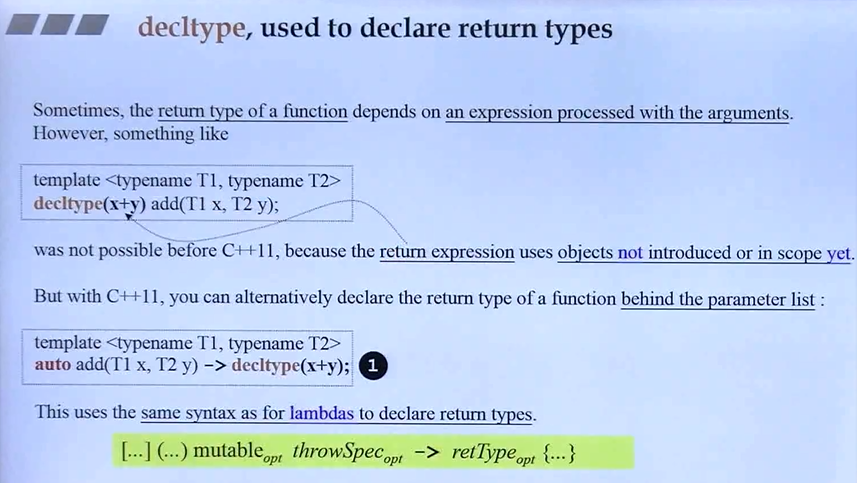 decltype, used to declare return types
Sometimes, the return type of a function depends on an expression processed with the arguments.
However, something like
template <typename T1, typename T2>
decltype(x+y) add(T1 x, T2 y);
was not possible before C++11, because the return expression uses objects not introduced or in scope yet.
But with C++11, you can alternatively declare the return type of a function behind the parameter list :
template <typename T1, typename T2>
auto add(T1 x, T2 y) -> decltype(x+y); 1
This uses the same syntax as for lambdas to declare return types.
[...] (...) mutable opt throwSpec opt -> retType opt {...}